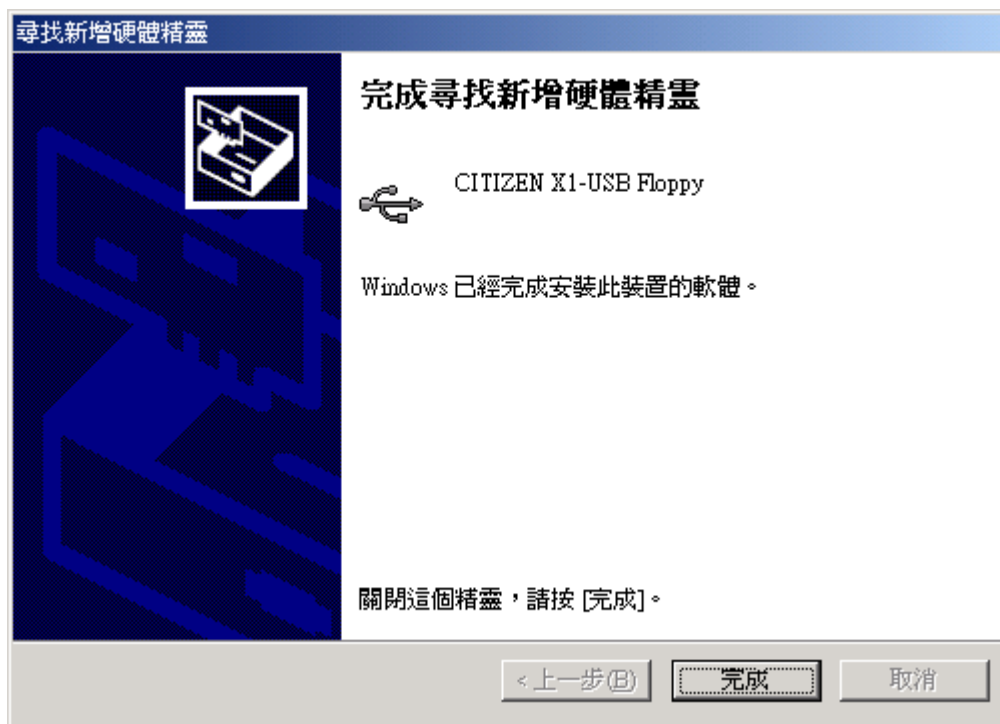 尋找新增硬體精靈
完成尋找新增硬體精靈
CITIZEN X1-USB Floppy
Windows 已經完成安裝此裝置的軟體。
關閉這個精靈，請按 [完成]。
< 上一步(B)
完成
取消